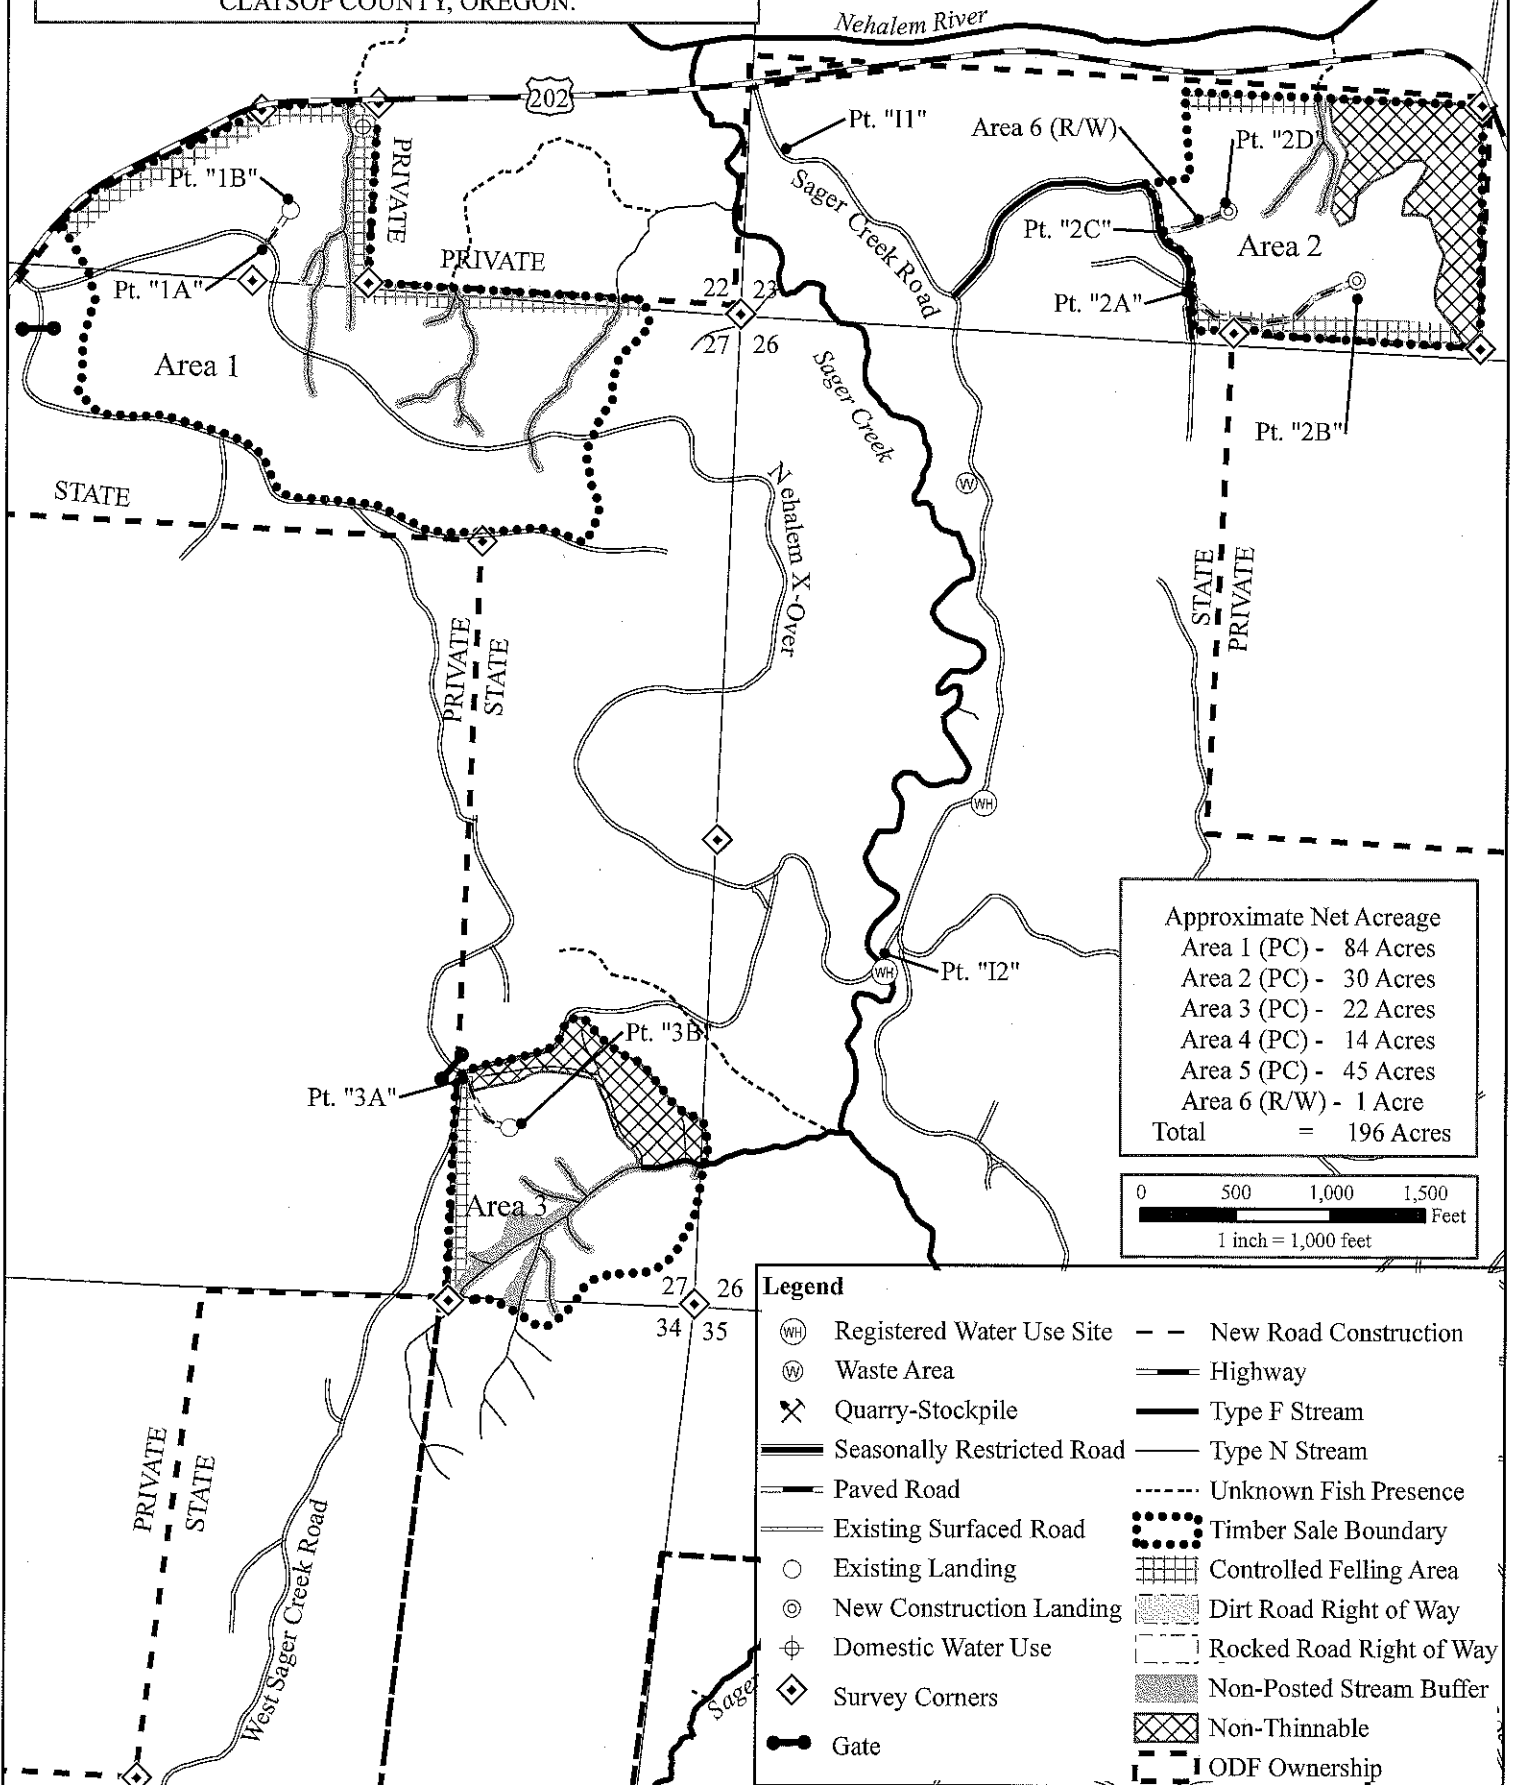 CLATSOP COUNTY, OREGON.
Nehalem River
202
Pt. "I1"
Area 6 (R/W)
Pt. "2D"
Pt. "1B"
PRIVATE
Sager Creek Road
Pt. "2C"
Area 2
PRIVATE
Pt. "1A"
22 23
27 26
Pt. "2A"
Area 1
Sager Creek
Pt. "2B"
STATE
Nehalem X-Over
W
STATE
PRIVATE
PRIVATE
STATE
WH
WH
Pt. "I2"
Approximate Net Acreage
Area 1 (PC) - 84 Acres
Area 2 (PC) - 30 Acres
Area 3 (PC) - 22 Acres
Area 4 (PC) - 14 Acres
Area 5 (PC) - 45 Acres
Area 6 (R/W) - 1 Acre
Total = 196 Acres
Pt. "3B"
Pt. "3A"
Area 3
0 500 1,000 1,500
Feet
1 inch = 1,000 feet
27 26
34 35
PRIVATE
STATE
West Sager Creek Road
Sager
Legend
WH Registered Water Use Site
W Waste Area
Quarry-Stockpile
Seasonally Restricted Road
Paved Road
Existing Surfaced Road
Existing Landing
New Construction Landing
Domestic Water Use
Survey Corners
Gate
New Road Construction
Highway
Type F Stream
Type N Stream
Unknown Fish Presence
Timber Sale Boundary
Controlled Felling Area
Dirt Road Right of Way
Rocked Road Right of Way
Non-Posted Stream Buffer
Non-Thinnable
ODF Ownership